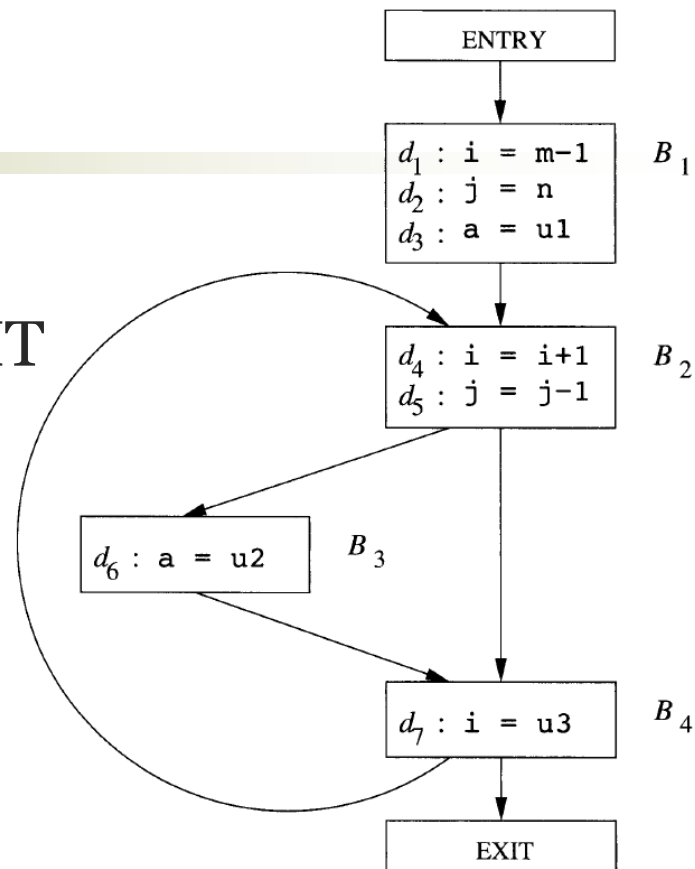 ENTRY
d₁ : i = m-1
d₂ : j = n
d₃ : a = u1
B₁
d₄ : i = i+1
d₅ : j = j-1
B₂
d₆ : a = u2
B₃
d₇ : i = u3
B₄
EXIT